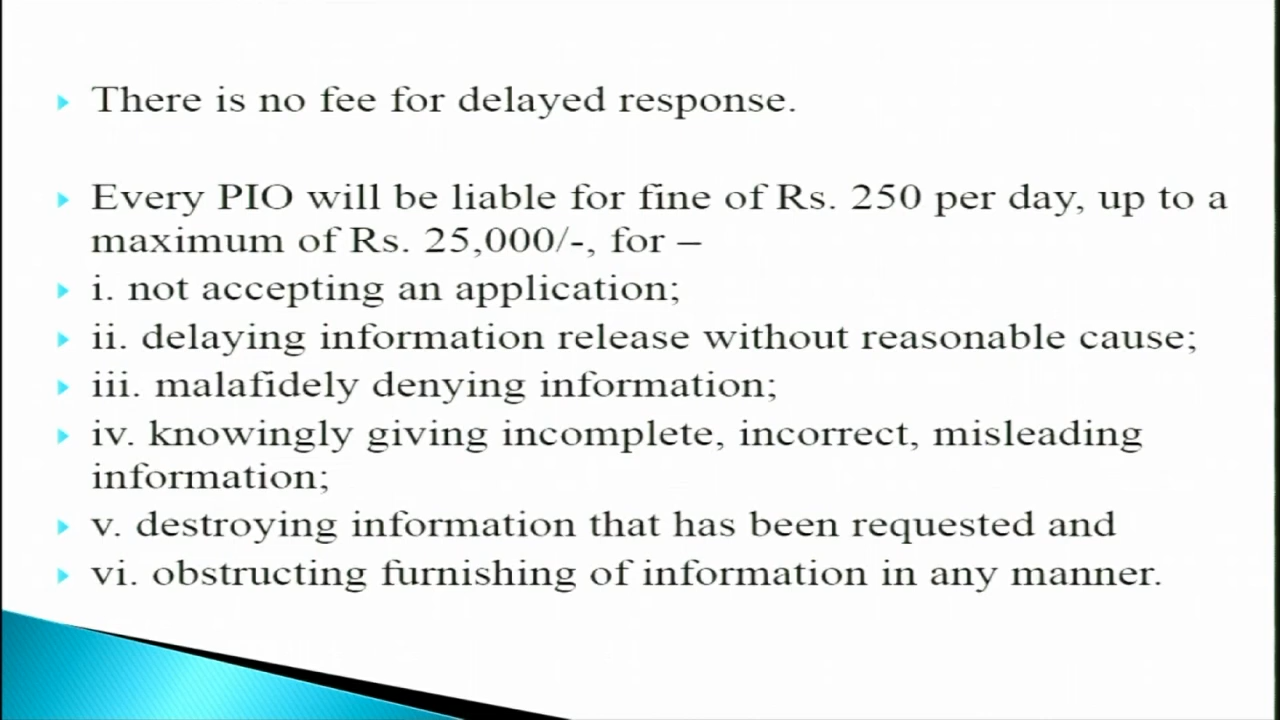 There is no fee for delayed response.
Every PIO will be liable for fine of Rs. 250 per day, up to a
maximum of Rs. 25,000/-, for –
i. not accepting an application;
ii. delaying information release without reasonable cause;
iii. malafidely denying information;
iv. knowingly giving incomplete, incorrect, misleading
information;
v. destroying information that has been requested and
vi. obstructing furnishing of information in any manner.